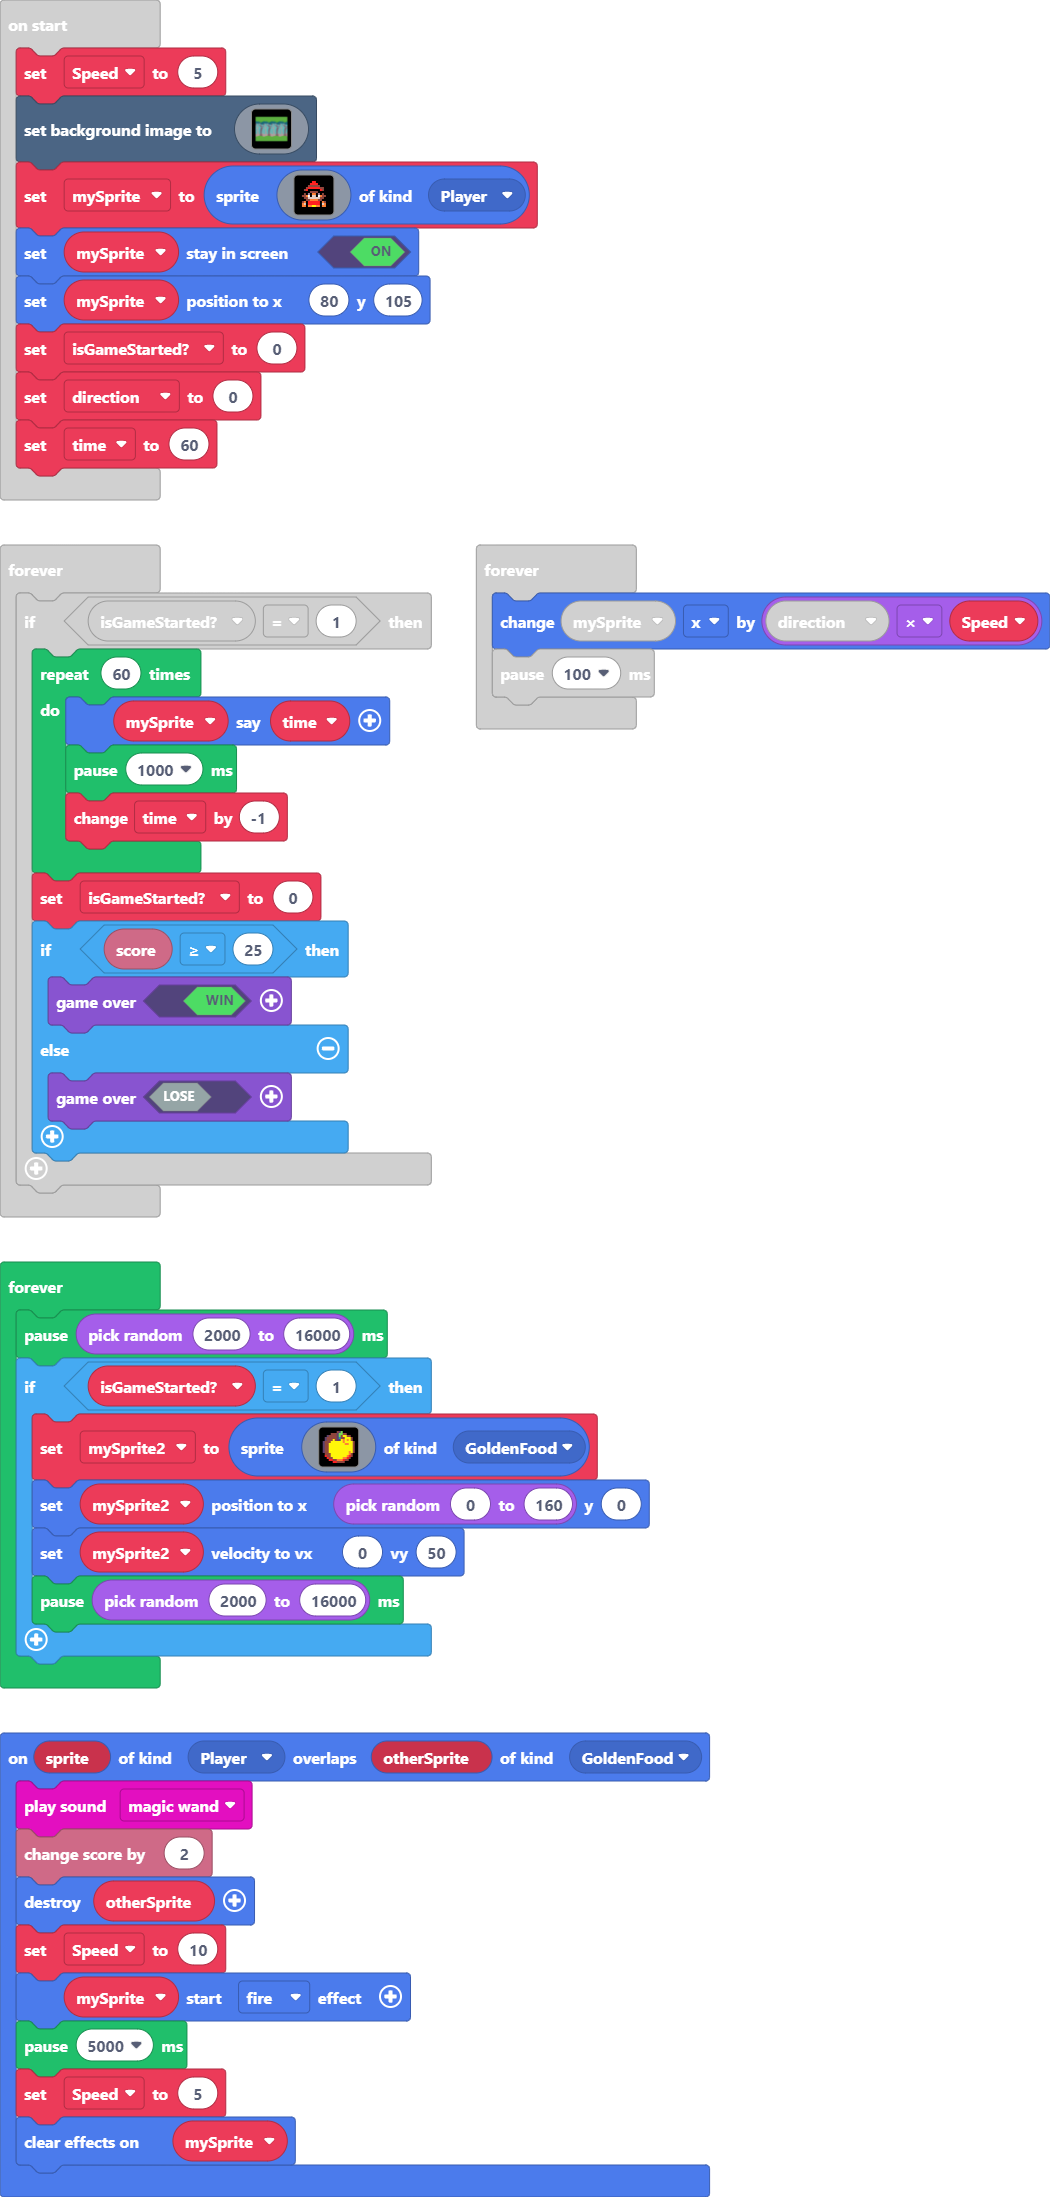 on start
set Speed to 5
set background image to
set mySprite to sprite of kind Player
set mySprite stay in screen ON
set mySprite position to x 80 y 105
set isGameStarted? to 0
set direction to 0
set time to 60
forever
if isGameStarted? = 1 then
repeat 60 times
do
mySprite say time
pause 1000 ms
change time by -1
set isGameStarted? to 0
if score ≥ 25 then
game over WIN
else
game over LOSE
forever
change mySprite x by direction × Speed
pause 100 ms
forever
pause pick random 2000 to 16000 ms
if isGameStarted? = 1 then
set mySprite2 to sprite of kind GoldenFood
set mySprite2 position to x pick random 0 to 160 y 0
set mySprite2 velocity to vx 0 vy 50
pause pick random 2000 to 16000 ms
on sprite of kind Player overlaps otherSprite of kind GoldenFood
play sound magic wand
change score by 2
destroy otherSprite
set Speed to 10
mySprite start fire effect
pause 5000 ms
set Speed to 5
clear effects on mySprite